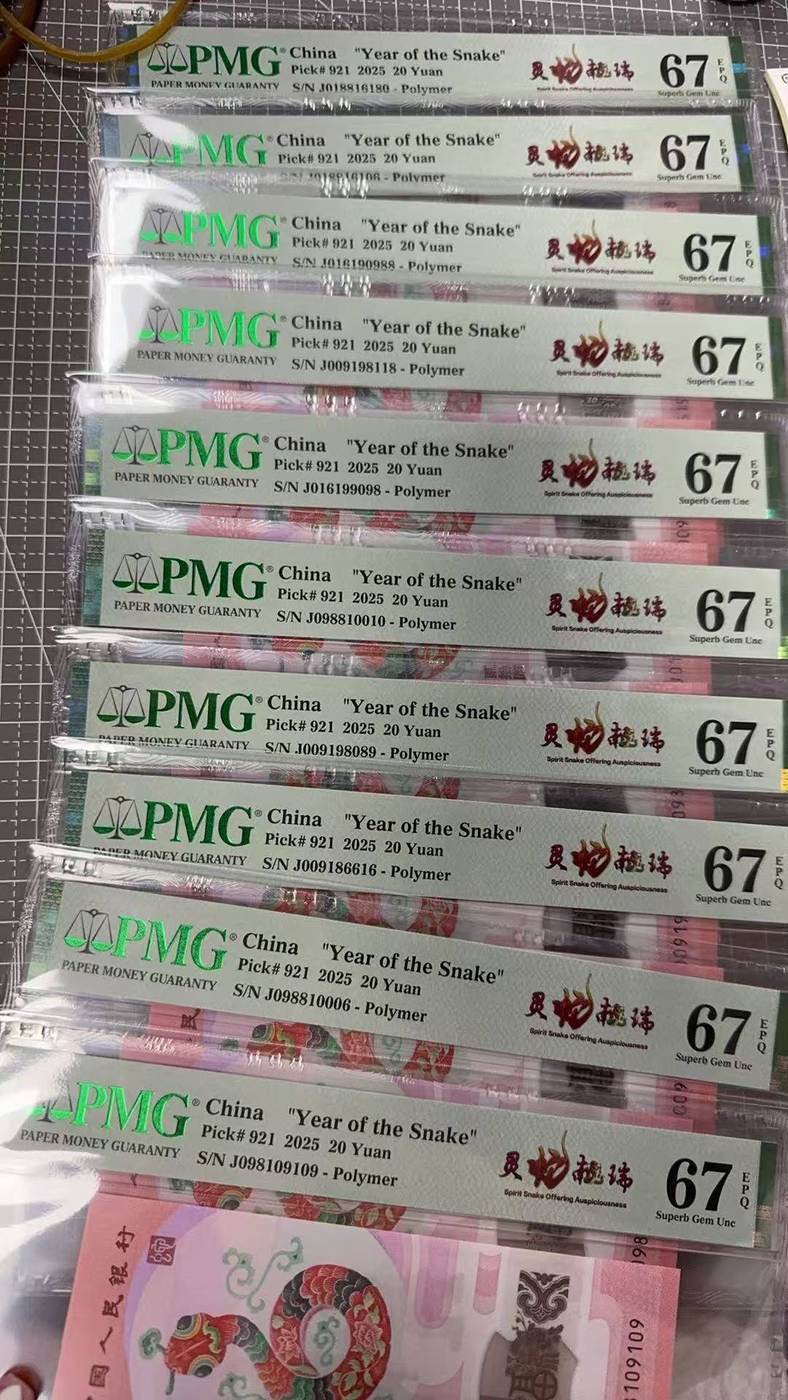 PMG® China "Year of the Snake" 灵蛇献瑞 67 EPQ
Pick# 921 2025 20 Yuan
PAPER MONEY GUARANTY S/N J018816180 - Polymer Spirit Snake Offering Auspiciousness Superb Gem Unc
PMG® China "Year of the Snake" 灵蛇献瑞 67 EPQ
Pick# 921 2025 20 Yuan
- Polymer Spirit Snake Offering Auspiciousness Superb Gem Unc
PMG® China "Year of the Snake" 灵蛇献瑞 67 EPQ
Pick# 921 2025 20 Yuan
PAPER MONEY GUARANTY S/N J016190988 - Polymer Spirit Snake Offering Auspiciousness Superb Gem Unc
PMG® China "Year of the Snake" 灵蛇献瑞 67 EPQ
Pick# 921 2025 20 Yuan
PAPER MONEY GUARANTY S/N J009198118 - Polymer Spirit Snake Offering Auspiciousness Superb Gem Unc
PMG® China "Year of the Snake" 灵蛇献瑞 67 EPQ
Pick# 921 2025 20 Yuan
PAPER MONEY GUARANTY S/N J016199098 - Polymer Spirit Snake Offering Auspiciousness Superb Gem Unc
PMG® China "Year of the Snake" 灵蛇献瑞 67 EPQ
Pick# 921 2025 20 Yuan
PAPER MONEY GUARANTY S/N J098810010 - Polymer Spirit Snake Offering Auspiciousness Superb Gem Unc
PMG® China "Year of the Snake" 灵蛇献瑞 67 EPQ
Pick# 921 2025 20 Yuan
PAPER MONEY GUARANTY S/N J009198089 - Polymer Spirit Snake Offering Auspiciousness Superb Gem Unc
PMG® China "Year of the Snake" 灵蛇献瑞 67 EPQ
Pick# 921 2025 20 Yuan
PAPER MONEY GUARANTY S/N J009186616 - Polymer Spirit Snake Offering Auspiciousness Superb Gem Unc
PMG® China "Year of the Snake" 灵蛇献瑞 67 EPQ
Pick# 921 2025 20 Yuan
PAPER MONEY GUARANTY S/N J098810006 - Polymer Spirit Snake Offering Auspiciousness Superb Gem Unc
PMG® China "Year of the Snake" 灵蛇献瑞 67 EPQ
Pick# 921 2025 20 Yuan
PAPER MONEY GUARANTY S/N J098109109 - Polymer Spirit Snake Offering Auspiciousness Superb Gem Unc
国人民银行
109109